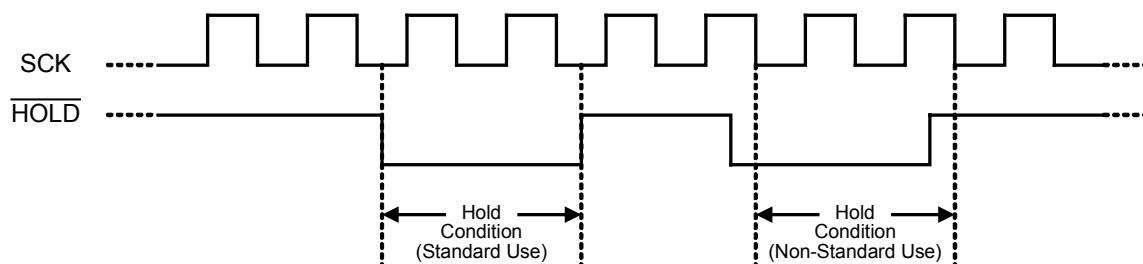 SCK
HOLD
Hold
Condition
(Standard Use)
Hold
Condition
(Non-Standard Use)